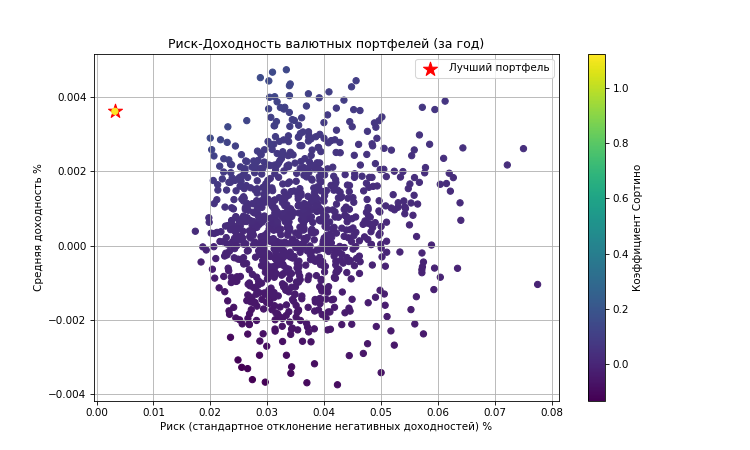 Риск-Доходность валютных портфелей (за год)
Лучший портфель
0.004
0.002
0.000
−0.002
−0.004
Средняя доходность %
0.00 0.01 0.02 0.03 0.04 0.05 0.06 0.07 0.08
Риск (стандартное отклонение негативных доходностей) %
1.0
0.8
0.6
0.4
0.2
0.0
Коэффициент Сортино